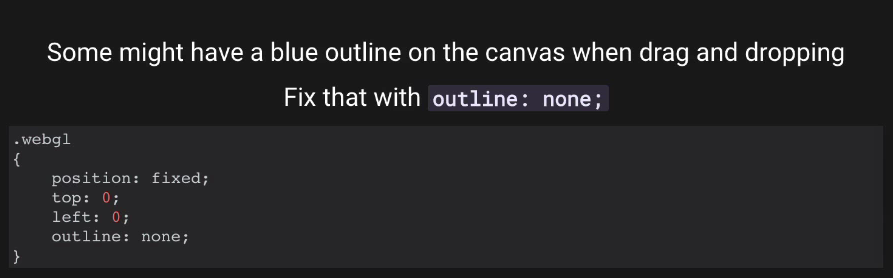 Some might have a blue outline on the canvas when drag and dropping
Fix that with outline: none;
.webgl
{
    position: fixed;
    top: 0;
    left: 0;
    outline: none;
}